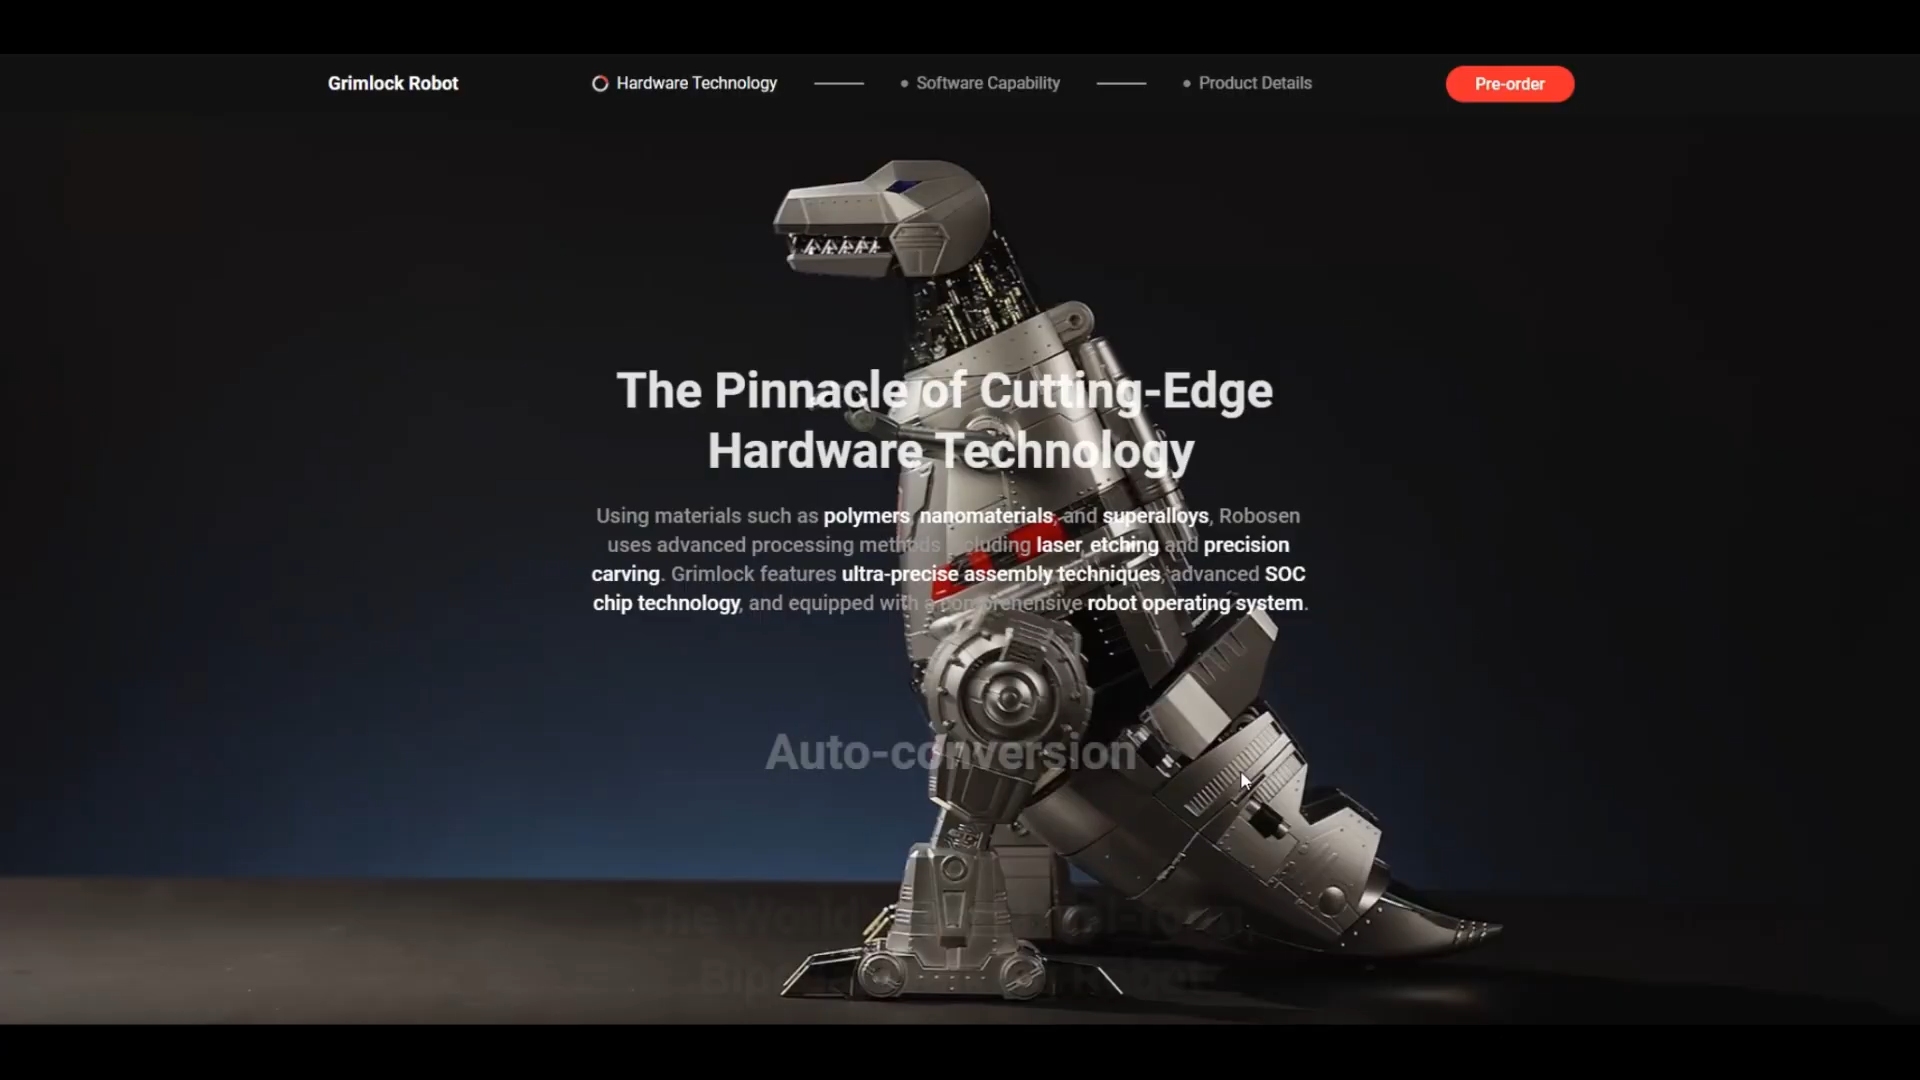 Grimlock Robot
Hardware Technology
Software Capability
Product Details
Pre-order
The Pinnacle of Cutting-Edge
Hardware Technology
Using materials such as polymers, nanomaterials, and superalloys, Robosen
uses advanced processing methods including laser, etching and precision
carving. Grimlock features ultra-precise assembly techniques, advanced SOC
chip technology, and equipped with a comprehensive robot operating system.
Auto-conversion
The World